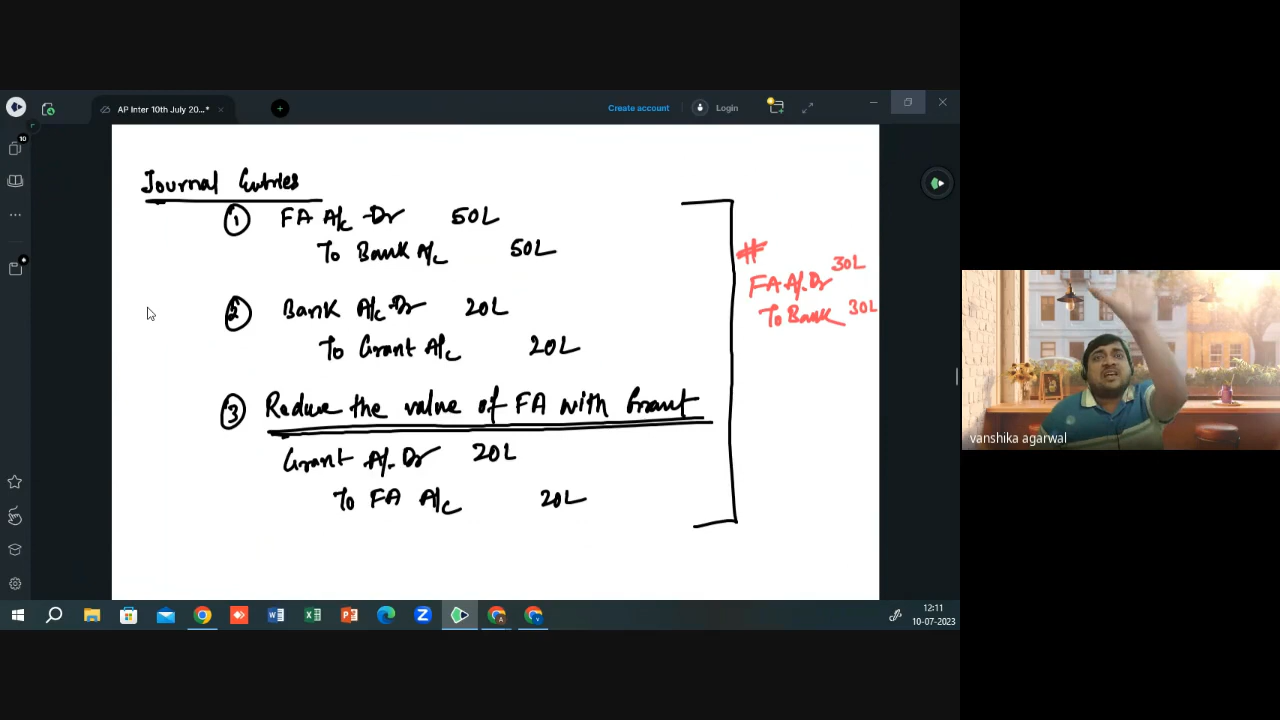 AP Inter 10th July 20...*
Create account
Login
10
Journal Entries
① FA A/c Dr 50L
To Bank A/c 50L
② Bank A/c Dr 20L
To Grant A/c 20L
③ Reduce the value of FA with Grant
Grant A/c Dr 20L
To FA A/c 20L
#
FA A/c Dr 30L
To Bank 30L
vanshika agarwal
12:11
10-07-2023